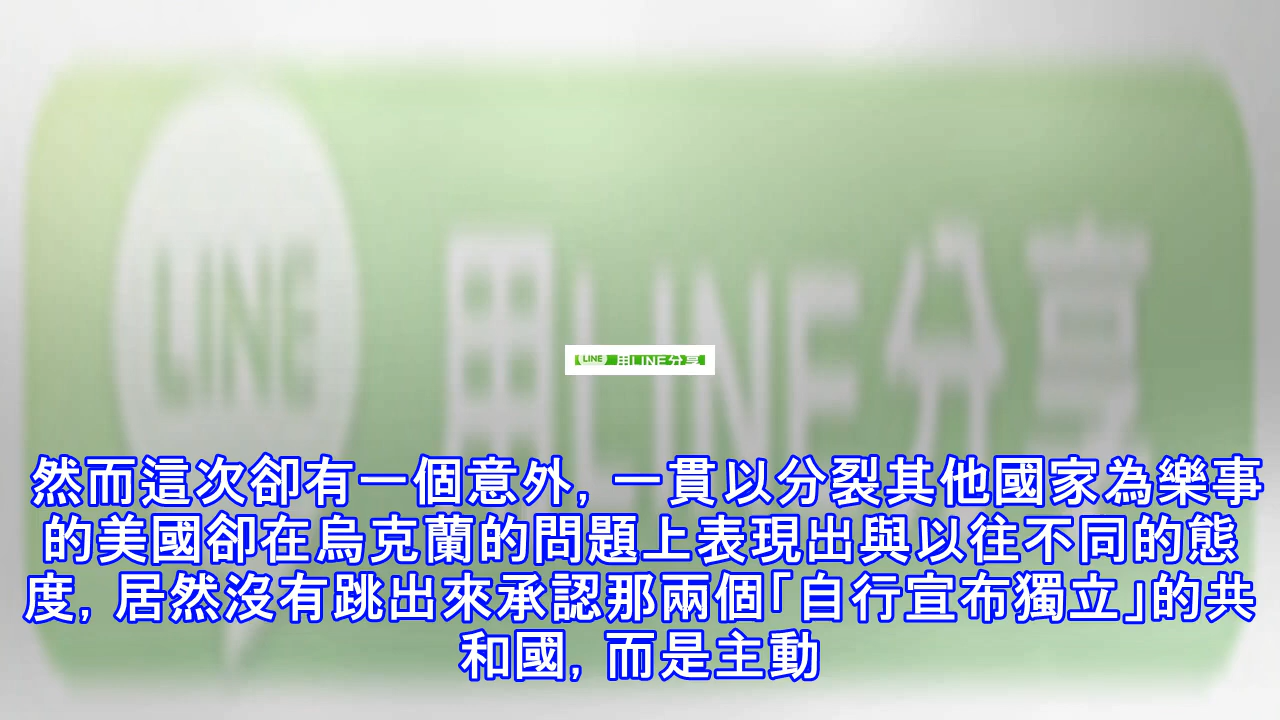 LINE 用LINE分享
LINE 用LINE分享
然而這次卻有一個意外, 一貫以分裂其他國家為樂事
的美國卻在烏克蘭的問題上表現出與以往不同的態
度, 居然沒有跳出來承認那兩個「自行宣布獨立」的共
和國, 而是主動